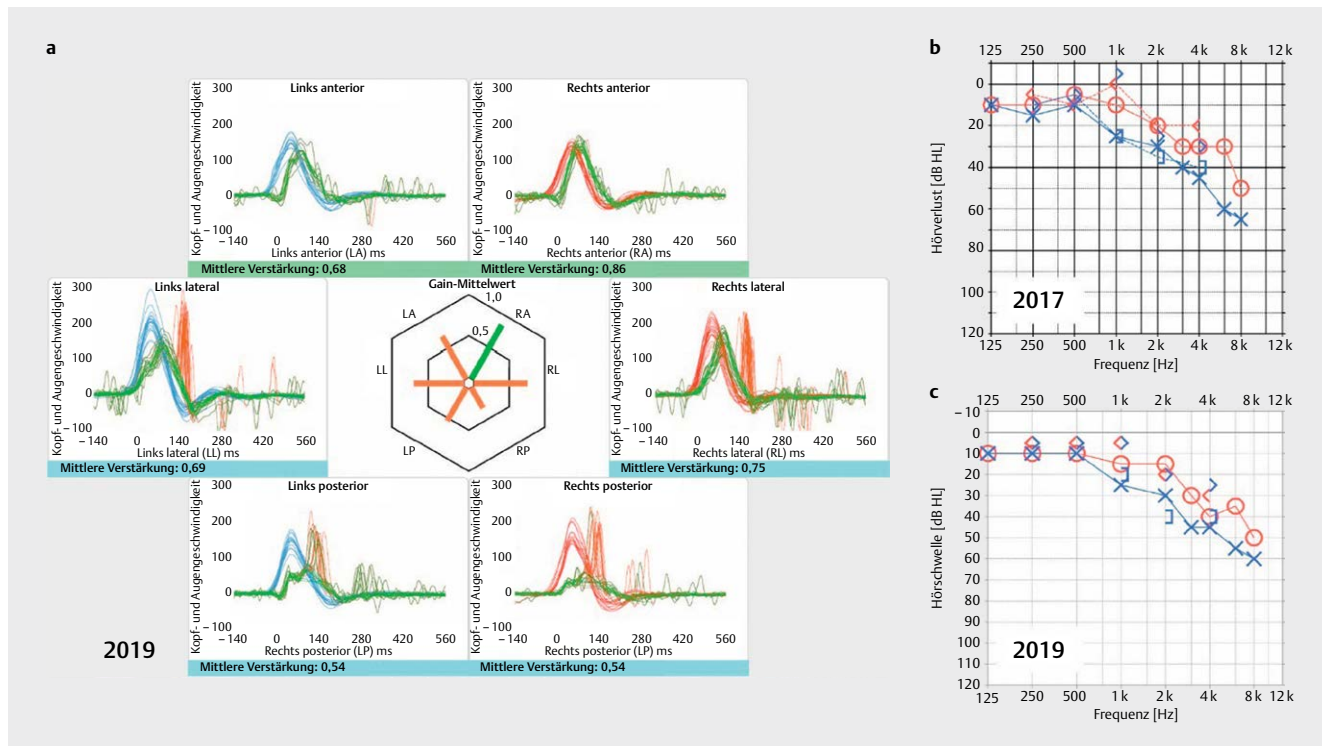 a
Links anterior
Kopf- und Augengeschwindigkeit
300
200
100
0
–100
–140 0 140 420 560
Links anterior (LA) ms
Mittlere Verstärkung: 0,68
Rechts anterior
Kopf- und Augengeschwindigkeit
300
200
100
0
–100
–140 0 140 420 560
Rechts anterior (RA) ms
Mittlere Verstärkung: 0,86
Links lateral
Kopf- und Augengeschwindigkeit
300
200
100
0
–100
–140 0 140 420 560
Links lateral (LL) ms
Mittlere Verstärkung: 0,69
Gain-Mittelwert
1,0
LA RA
0,5
LL RL
LP RP
Rechts lateral
Kopf- und Augengeschwindigkeit
300
200
100
0
–100
–140 0 140 420 560
Rechts lateral (RL) ms
Mittlere Verstärkung: 0,75
Links posterior
Kopf- und Augengeschwindigkeit
300
200
100
0
–100
–140 0 140 420 560
Rechts posterior (LP) ms
Mittlere Verstärkung: 0,54
Rechts posterior
Kopf- und Augengeschwindigkeit
300
200
100
0
–100
–140 0 140 420 560
Rechts posterior (LP) ms
Mittlere Verstärkung: 0,54
2019
b
125 250 500 1 k 2 k 4 k 8 k 12 k
Hörverlust [dB HL]
0
20
40
60
80
100
120
2017
125 250 500 1 k 2 k 4 k 8 k 12 k
Frequenz [Hz]
c
125 250 500 1 k 2 k 4 k 8 k 12 k
Hörschwelle [dB HL]
–10
0
10
20
30
40
50
60
70
80
90
100
110
120
2019
125 250 500 1 k 2 k 4 k 8 k 12 k
Frequenz [Hz]